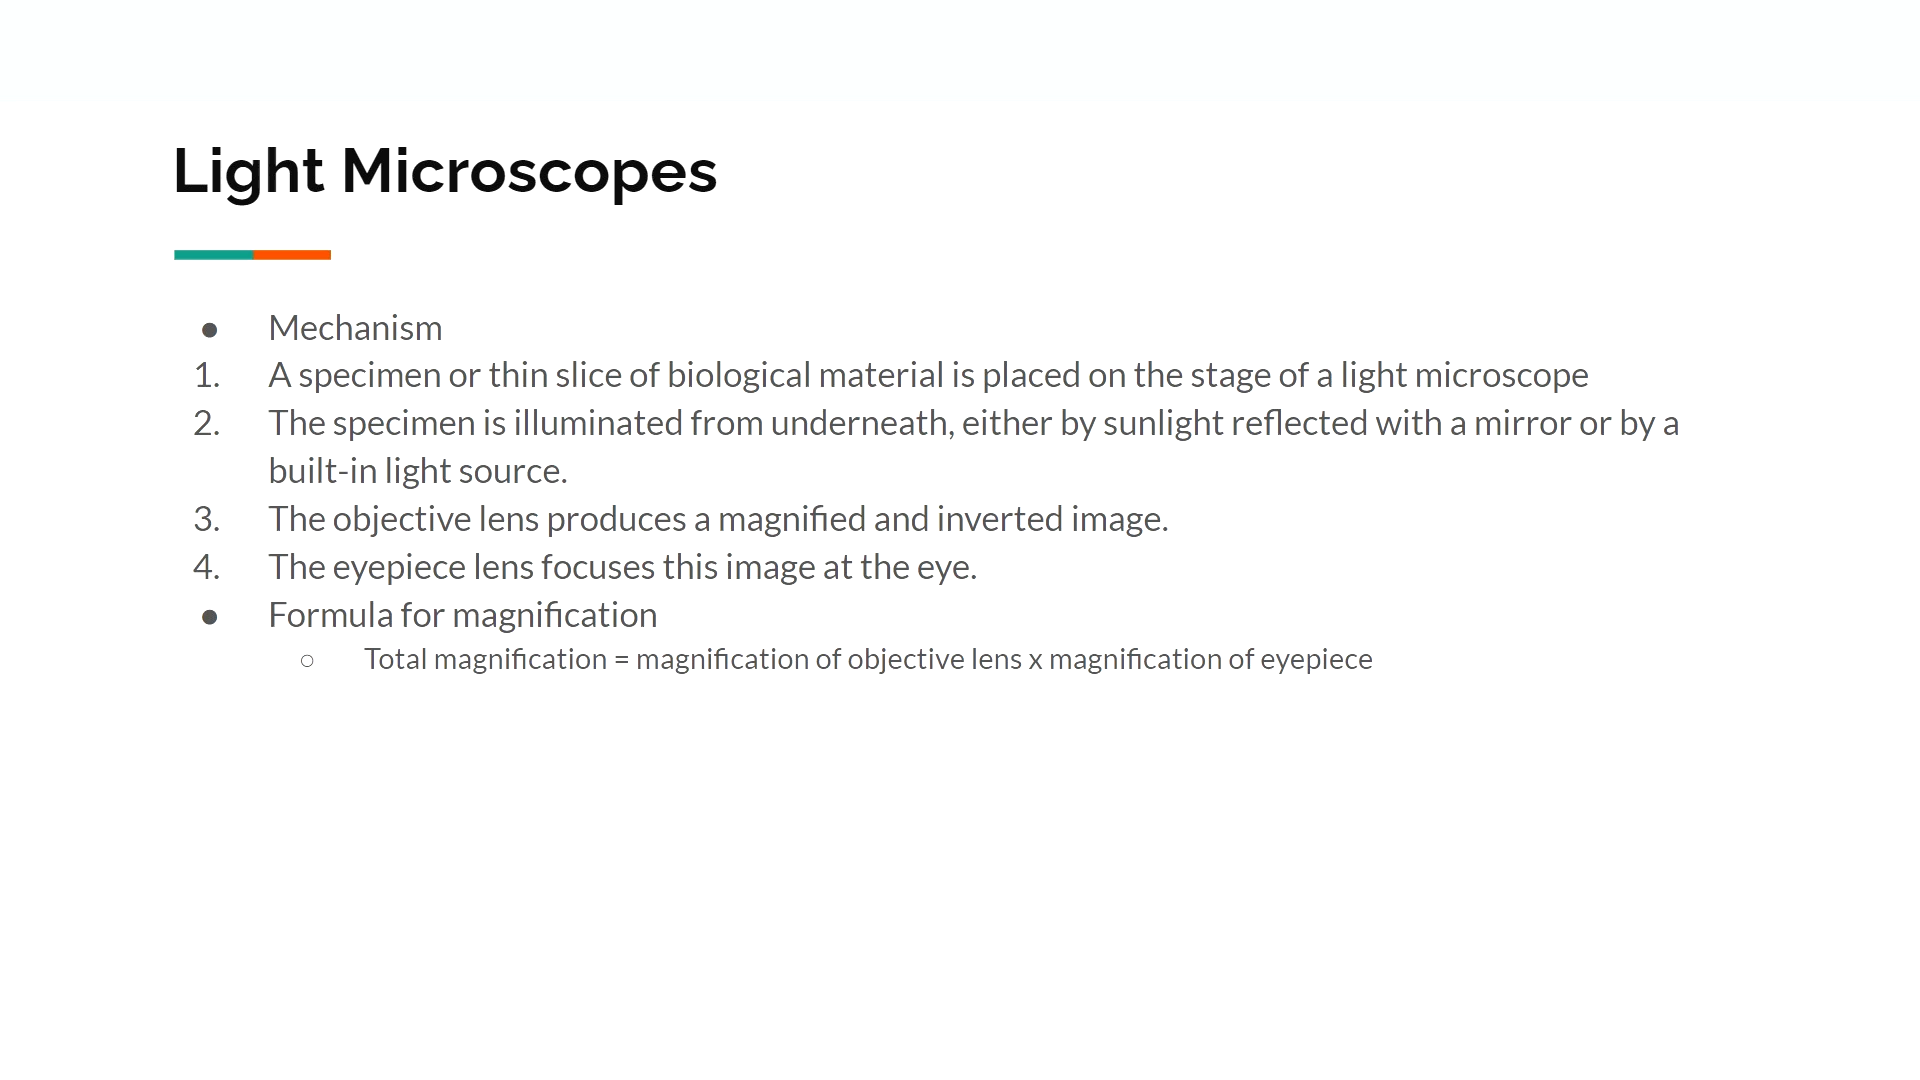 Light Microscopes
● Mechanism
1. A specimen or thin slice of biological material is placed on the stage of a light microscope
2. The specimen is illuminated from underneath, either by sunlight reflected with a mirror or by a
built-in light source.
3. The objective lens produces a magnified and inverted image.
4. The eyepiece lens focuses this image at the eye.
● Formula for magnification
○ Total magnification = magnification of objective lens x magnification of eyepiece